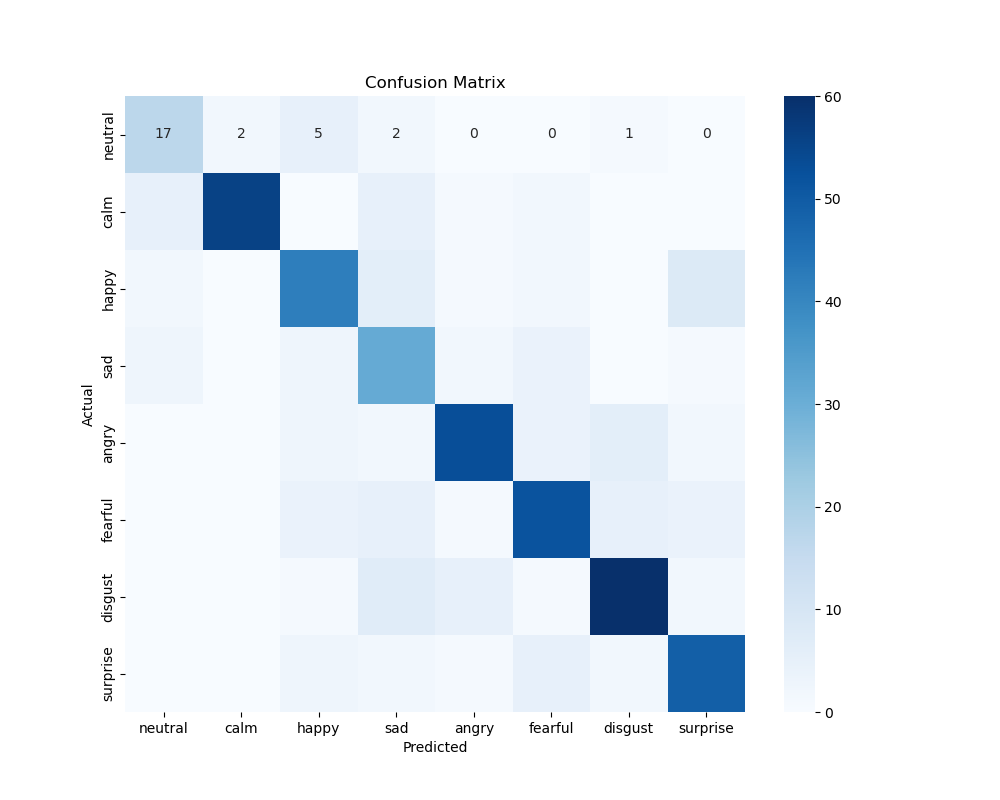 Confusion Matrix
neutral 17 2 5 2 0 0 1 0
calm
happy
sad
angry
fearful
disgust
surprise
Actual
neutral calm happy sad angry fearful disgust surprise
Predicted
60
50
40
30
20
10
0